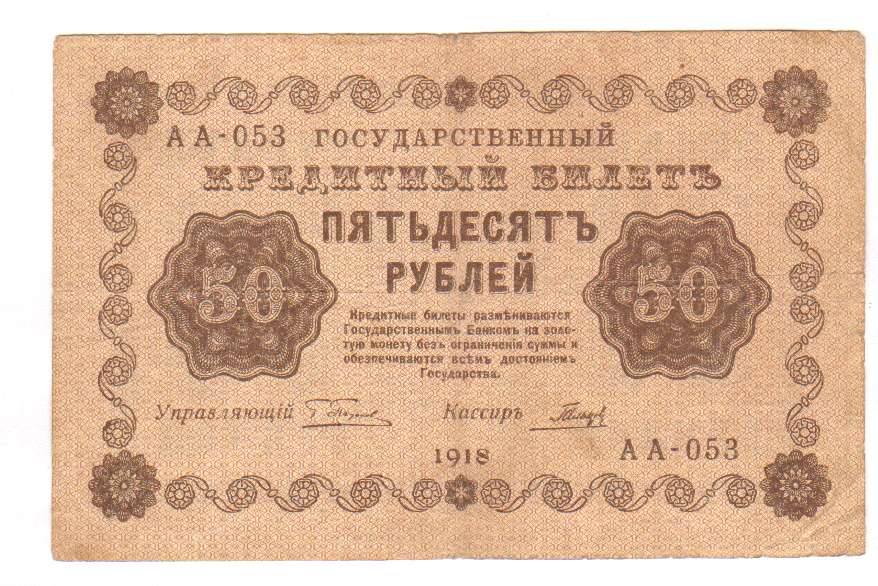 АА-053 ГОСУДАРСТВЕННЫЙ
КРЕДИТНЫЙ БИЛЕТЪ
ПЯТЬДЕСЯТЪ
РУБЛЕЙ
50 50
Кредитные билеты размѣниваются
Государственнымъ Банкомъ на золо-
тую монету безъ ограниченія суммы и
обезпечиваются всѣмъ достояніемъ
Государства.
Управляющій Кассиръ
1918 АА-053